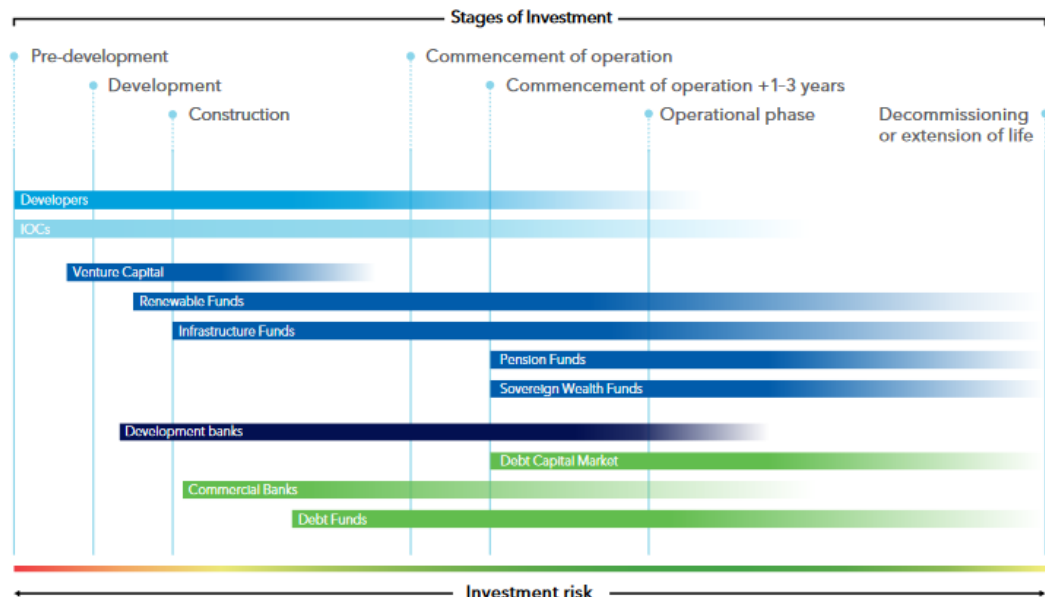 Stages of Investment
Pre-development
Commencement of operation
Development
Commencement of operation +1-3 years
Construction
Operational phase
Decommissioning
or extension of life
Developers
IOCs
Venture Capital
Renewable Funds
Infrastructure Funds
Pension Funds
Sovereign Wealth Funds
Development banks
Debt Capital Market
Commercial Banks
Debt Funds
Investment risk